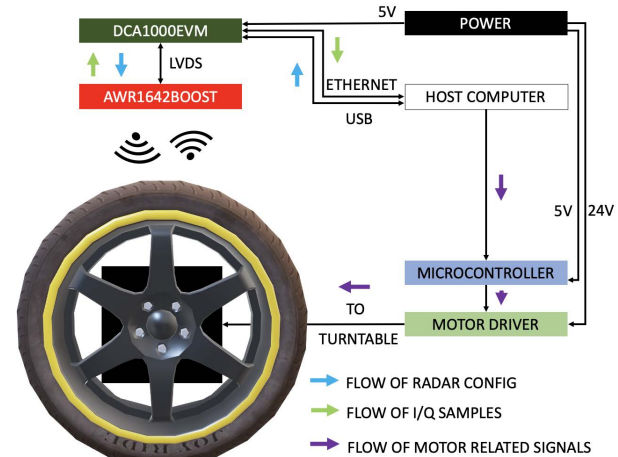 5V
DCA1000EVM
POWER
LVDS
ETHERNET
AWR1642BOOST
HOST COMPUTER
USB
5V
24V
MICROCONTROLLER
TO
MOTOR DRIVER
TURNTABLE
FLOW OF RADAR CONFIG
FLOW OF I/Q SAMPLES
JOY RIDE
FLOW OF MOTOR RELATED SIGNALS